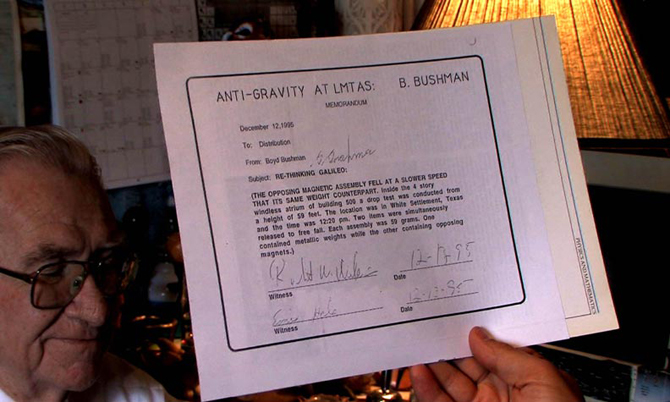 ANTI-GRAVITY AT LMTAS: B. BUSHMAN
MEMORANDUM
December 12,1995
To: Distribution
From: Boyd Bushman
Subject: RE-THINKING GALILEO:
(THE OPPOSING MAGNETIC ASSEMBLY FELL AT A SLOWER SPEED
THAT ITS SAME WEIGHT COUNTERPART. Inside the 4 story
windless atrium of building 500 a drop test was conducted from
a height of 59 feet. The location was in White Settlement, Texas
and the time was 12:20 pm. Two items were simultaneously
released to free fall. Each assembly was 59 grams. One
contained metallic weights while the other containing opposing
magnets.)
Witness Date
12-13-95
Witness Date
PHYSICS AND MATHEMATICS